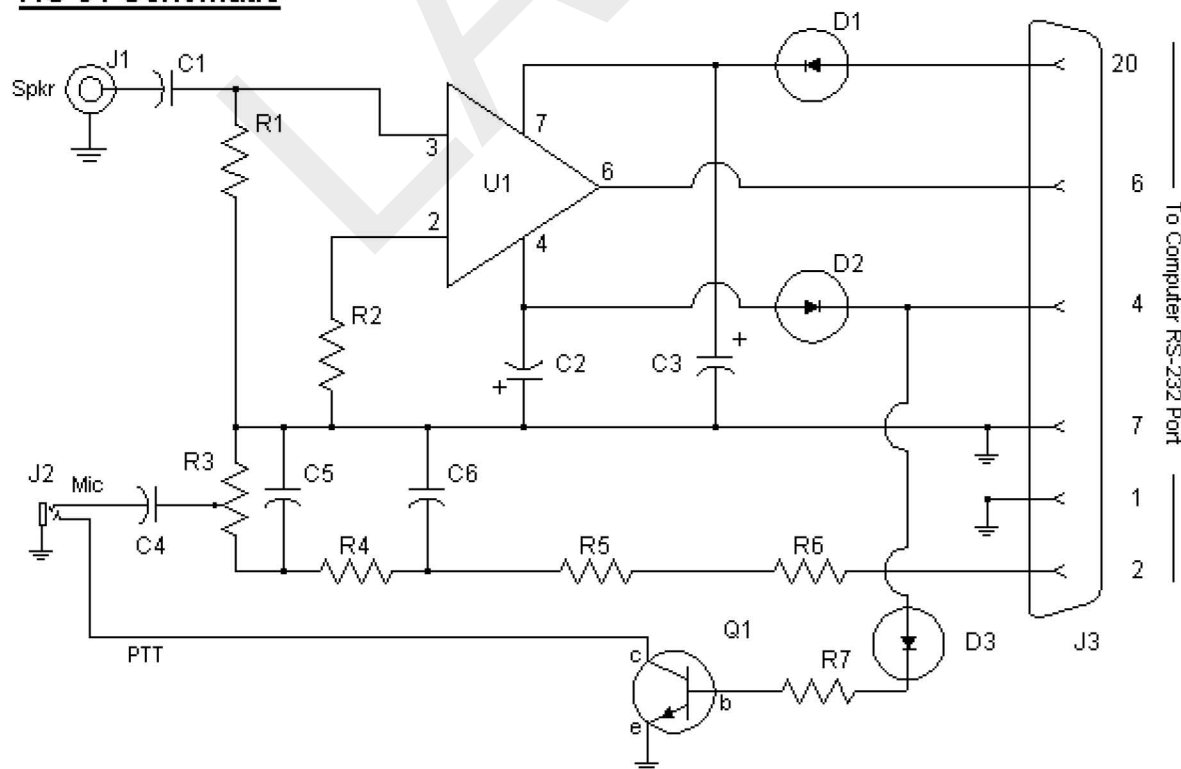 J1
C1
D1
20
Spkr
R1
7
3
6
U1
6
2
4
D2
R2
4
+
C2
C3
+
7
R3
C5
C6
J2
Mic
1
C4
R4
R5
R6
2
Q1
D3
J3
PTT
c
R7
b
e
To Computer RS-232 Port